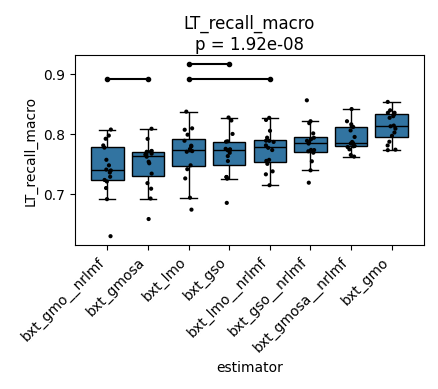 LT_recall_macro
p = 1.92e-08
LT_recall_macro
0.9
0.8
0.7
bxt_gmo__nrlmf
bxt_gmosa
bxt_lmo
bxt_gso
bxt_lmo__nrlmf
bxt_gso__nrlmf
bxt_gmosa__nrlmf
bxt_gmo
estimator